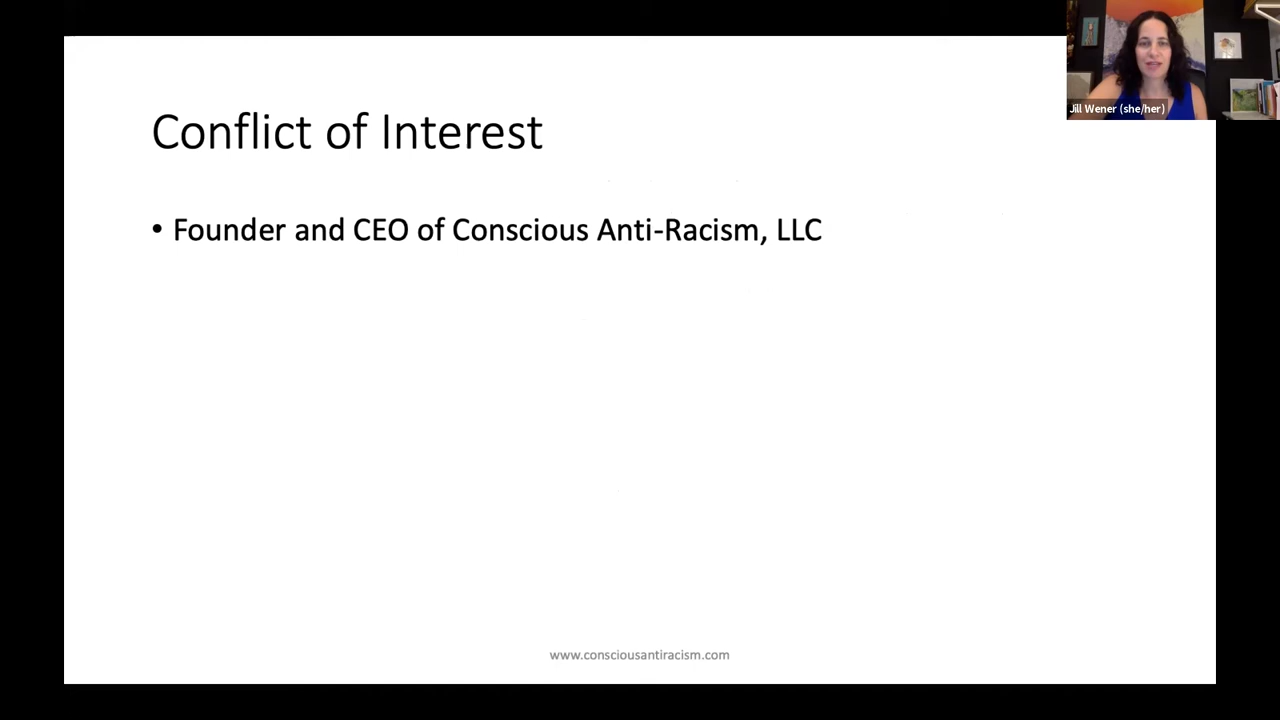 Jill Wener (she/her)
Conflict of Interest
• Founder and CEO of Conscious Anti-Racism, LLC
www.consciousantiracism.com